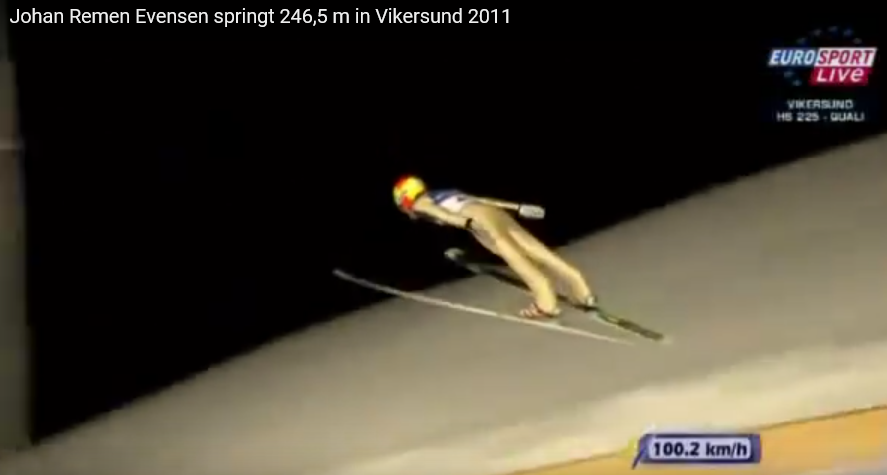 Johan Remen Evensen springt 246,5 m in Vikersund 2011
EUROSPORT
LIVE
VIKERSUND
HS 225 - QUALI
100.2 km/h